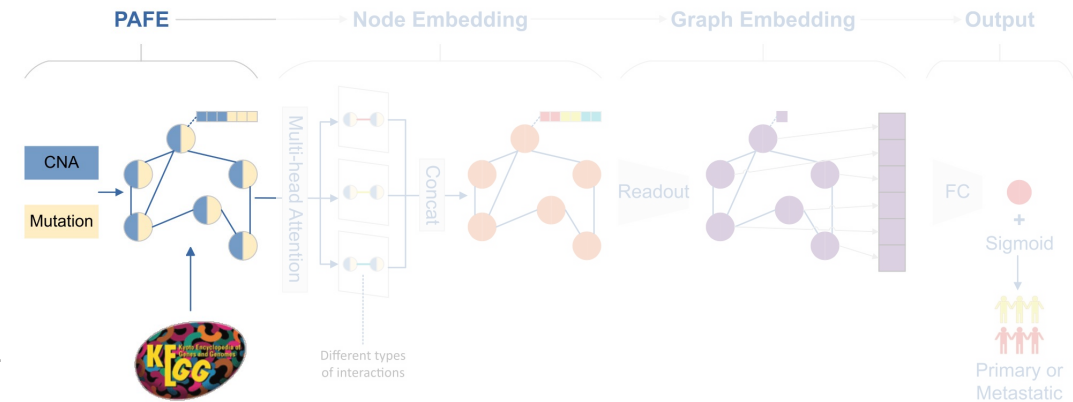 PAFE
Node Embedding
Graph Embedding
Output
CNA
Mutation
Multi-head Attention
Concat
Readout
FC
+
Sigmoid
Different types
of interactions
Primary or
Metastatic
KEGG
Kyoto Encyclopedia of
Genes and Genomes